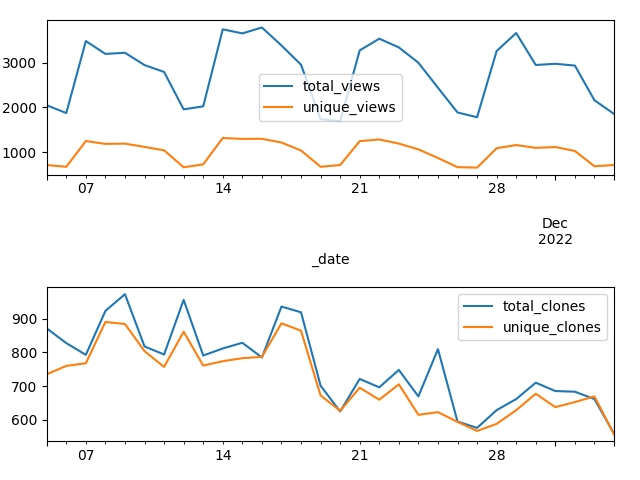 3000
2000
1000
total_views
unique_views
07 14 21 28
Dec
2022
_date
900
800
700
600
total_clones
unique_clones
07 14 21 28